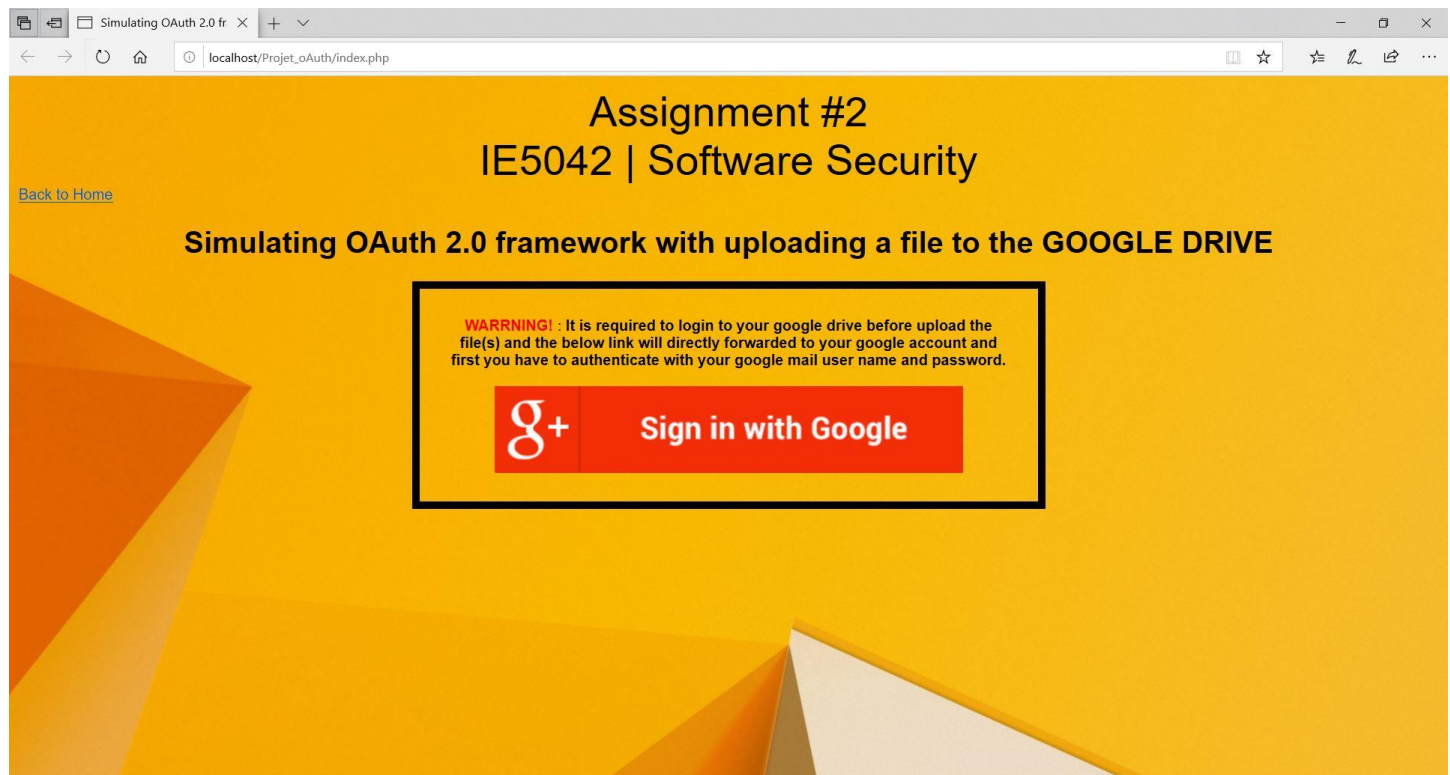 Simulating OAuth 2.0 fr
localhost/Projet_oAuth/index.php
Assignment #2
IE5042 | Software Security
Back to Home
Simulating OAuth 2.0 framework with uploading a file to the GOOGLE DRIVE
WARRNING! : It is required to login to your google drive before upload the
file(s) and the below link will directly forwarded to your google account and
first you have to authenticate with your google mail user name and password.
g+ Sign in with Google